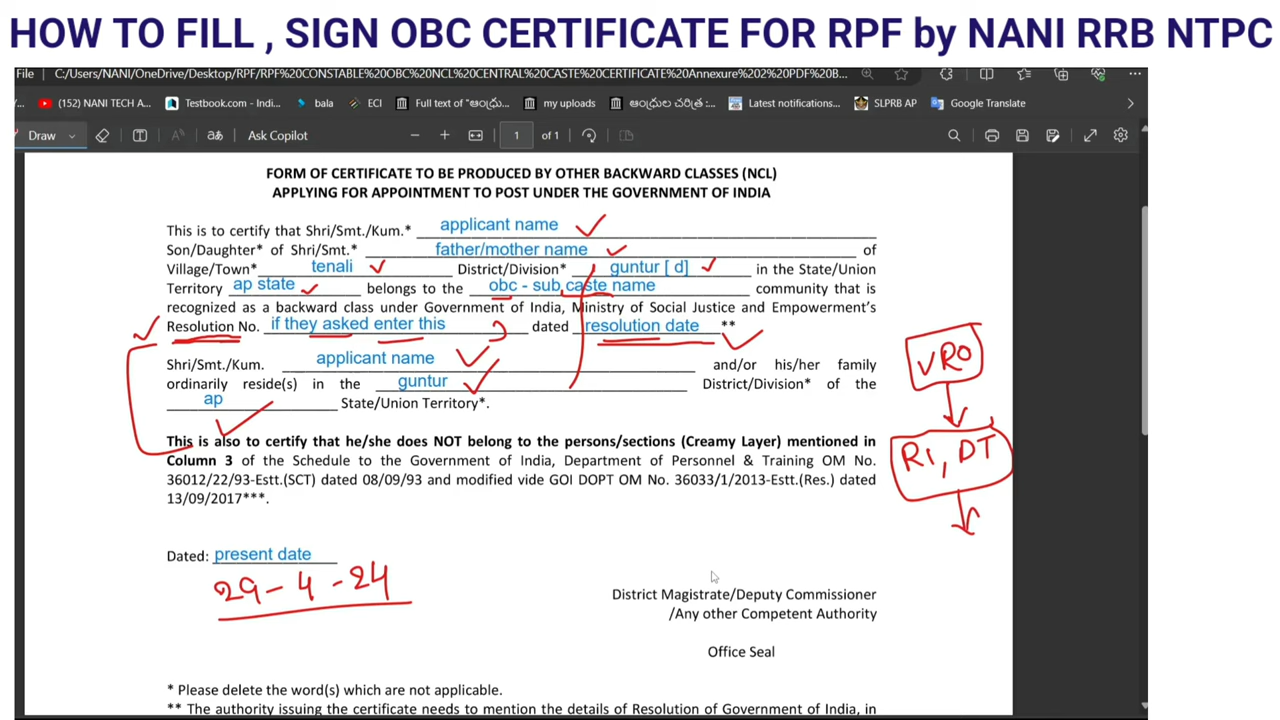 HOW TO FILL , SIGN OBC CERTIFICATE FOR RPF by NANI RRB NTPC
File C:/Users/NANI/OneDrive/Desktop/RPF/RPF%20CONSTABLE%20OBC%20NCL%20CENTRAL%20CASTE%20CERTIFICATE%20Annexure%202%20PDF%20B...
/... (152) NANI TECH A... Testbook.com - Indi... bala ECI Full text of "ఆంధ్రు... my uploads ఆంధ్రుల చరిత్ర :... Latest notifications... SLPRB AP Google Translate
Draw Ask Copilot 1 of 1
FORM OF CERTIFICATE TO BE PRODUCED BY OTHER BACKWARD CLASSES (NCL)
APPLYING FOR APPOINTMENT TO POST UNDER THE GOVERNMENT OF INDIA
This is to certify that Shri/Smt./Kum.* applicant name
Son/Daughter* of Shri/Smt.* father/mother name of
Village/Town* tenali District/Division* guntur [ d] in the State/Union
Territory ap state belongs to the obc - sub caste name community that is
recognized as a backward class under Government of India, Ministry of Social Justice and Empowerment's
Resolution No. if they asked enter this dated resolution date **
Shri/Smt./Kum. applicant name and/or his/her family
ordinarily reside(s) in the guntur District/Division* of the
ap State/Union Territory*.
VRO
RI, DT
This is also to certify that he/she does NOT belong to the persons/sections (Creamy Layer) mentioned in
Column 3 of the Schedule to the Government of India, Department of Personnel & Training OM No.
36012/22/93-Estt.(SCT) dated 08/09/93 and modified vide GOI DOPT OM No. 36033/1/2013-Estt.(Res.) dated
13/09/2017***.
Dated: present date
29-4-24
District Magistrate/Deputy Commissioner
/Any other Competent Authority
Office Seal
* Please delete the word(s) which are not applicable.
** The authority issuing the certificate needs to mention the details of Resolution of Government of India, in